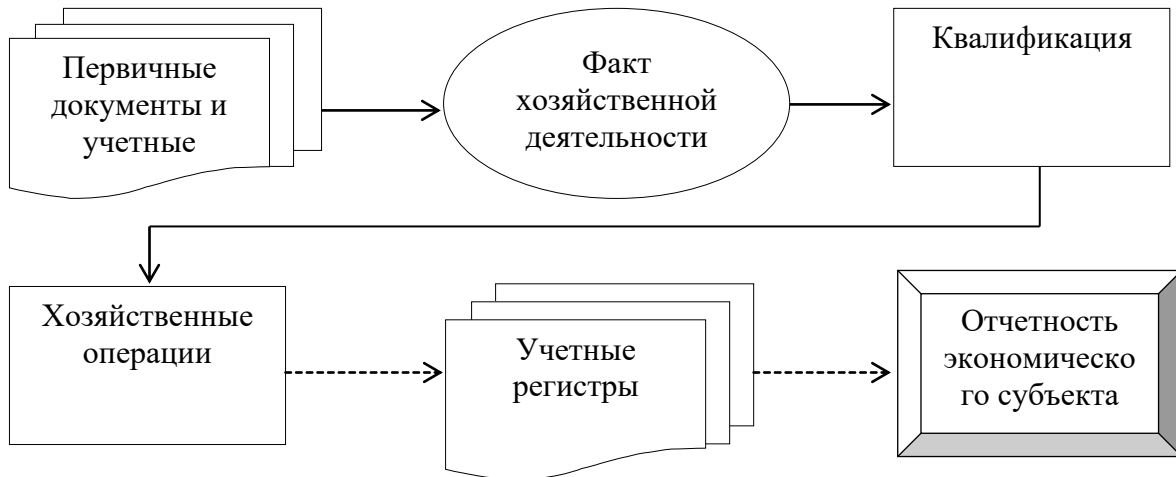 Первичные
документы и
учетные
Факт
хозяйственной
деятельности
Квалификация
Хозяйственные
операции
Учетные
регистры
Отчетность
экономическо
го субъекта